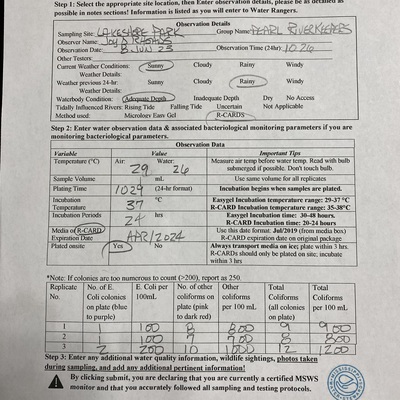 Step 1: Select the appropriate site location, then Enter observation details, please be as detailed as
possible in notes sections! Information is listed as you will enter to Water Rangers.
Observation Details
Sampling Site: LAKESHORE PARK Group Name: PEARL RIVERKEEPERS
Observer Name: JOY D RHOADS
Observation Date: 8 JUN 23 Observation Time (24hr): 1026
Other Testers:
Current Weather Conditions: Sunny Cloudy Rainy Windy
Weather Details:
Weather previous 24-hr: Sunny Cloudy Rainy Windy
Weather Details:
Waterbody Condition: Adequate Depth Inadequate Depth Dry No Access
Tidally Influenced Rivers: Rising Tide Falling Tide Uncertain Not Applicable
Method used: Micrology Easy Gel R-CARDS
Step 2: Enter water observation data & associated bacteriological monitoring parameters if you are
monitoring bacteriological parameters.
Observation Data
Variable Value Important Tips
Temperature (°C) Air: 29 Water: 26 Measure air temp before water temp. Read with bulb
submerged if possible. Don't touch bulb.
Sample Volume 1 mL Use same volume for all replicates
Plating Time 1029 (24-hr format) Incubation begins when samples are plated.
Incubation Temperature 37 °C Easygel Incubation temperature range: 29-37 °C
R-CARD Incubation temperature range: 35-38°C
Incubation Periods 24 hrs Easygel Incubation time: 30-48 hours.
R-CARD Incubation time: 20-24 hours
Media or R-CARD Expiration Date APR/2024 Use this date format: Jul/2019 (from media box)
R-CARD expiration date on original package
Plated onsite Yes No Always transport media on ice; plate within 3 hrs.
R-CARDs should only be plated on site; incubate
within 3 hrs.
*Note: If colonies are too numerous to count (>200), report as 250.
Replicate No. No. of E. Coli colonies on plate (blue to purple) E. Coli per 100mL No. of other coliforms on plate (pink to dark red) Other coliforms per 100 mL Total Coliforms (all colonies on plate) Total Coliforms per 100 mL
1 1 100 8 800 9 900
2 1 100 7 700 8 800
3 2 200 10 1000 12 1200
Step 3: Enter any additional water quality information, wildlife sightings, photos taken
during sampling, and add any additional pertinent information!
By clicking submit, you are declaring that you are currently a certified MSWS
monitor and that you accurately followed all sampling and testing protocols.